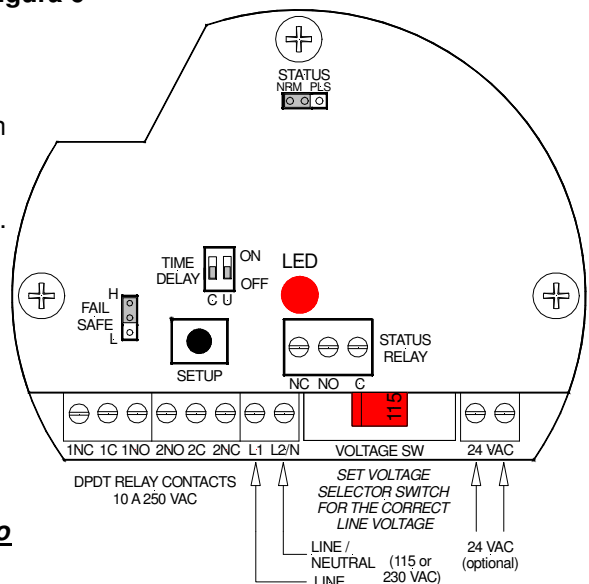 gura 6
STATUS
NRM PLS
n
.
TIME
DELAY
ON
OFF
C U
LED
H
FAIL
SAFE
L
SETUP
STATUS
RELAY
NC NO C
115
1NC 1C 1NO 2NO 2C 2NC L1 L2/N VOLTAGE SW 24 VAC
DPDT RELAY CONTACTS
10 A 250 VAC
SET VOLTAGE
SELECTOR SWITCH
FOR THE CORRECT
LINE VOLTAGE
o
LINE /
NEUTRAL
LINE
(115 or
230 VAC)
24 VAC
(optional)